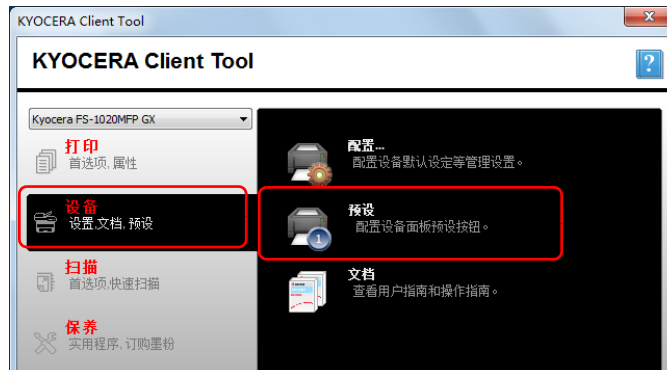 KYOCERA Client Tool
x
KYOCERA Client Tool
?
Kyocera FS-1020MFP GX
打印
首选项, 属性
设备
设置,文档, 预设
扫描
首选项,快速扫描
保养
实用程序, 订购墨粉
配置...
配置设备默认设定等管理设置。
预设
配置设备面板预设按钮。
1
文档
查看用户指南和操作指南。